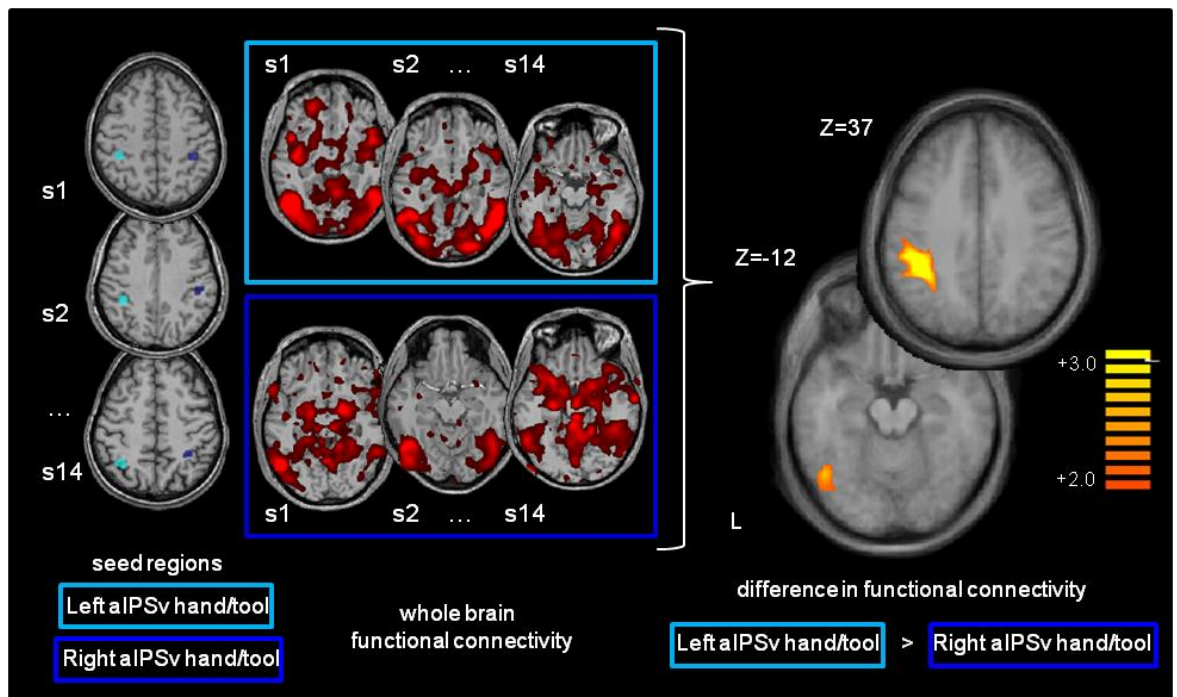 s1
s2
...
s14
seed regions
Left aIPSv hand/tool
Right aIPSv hand/tool
s1 s2 ... s14
s1 s2 ... s14
whole brain
functional connectivity
Z=37
Z=-12
+3.0
+2.0
L
difference in functional connectivity
Left aIPSv hand/tool > Right aIPSv hand/tool